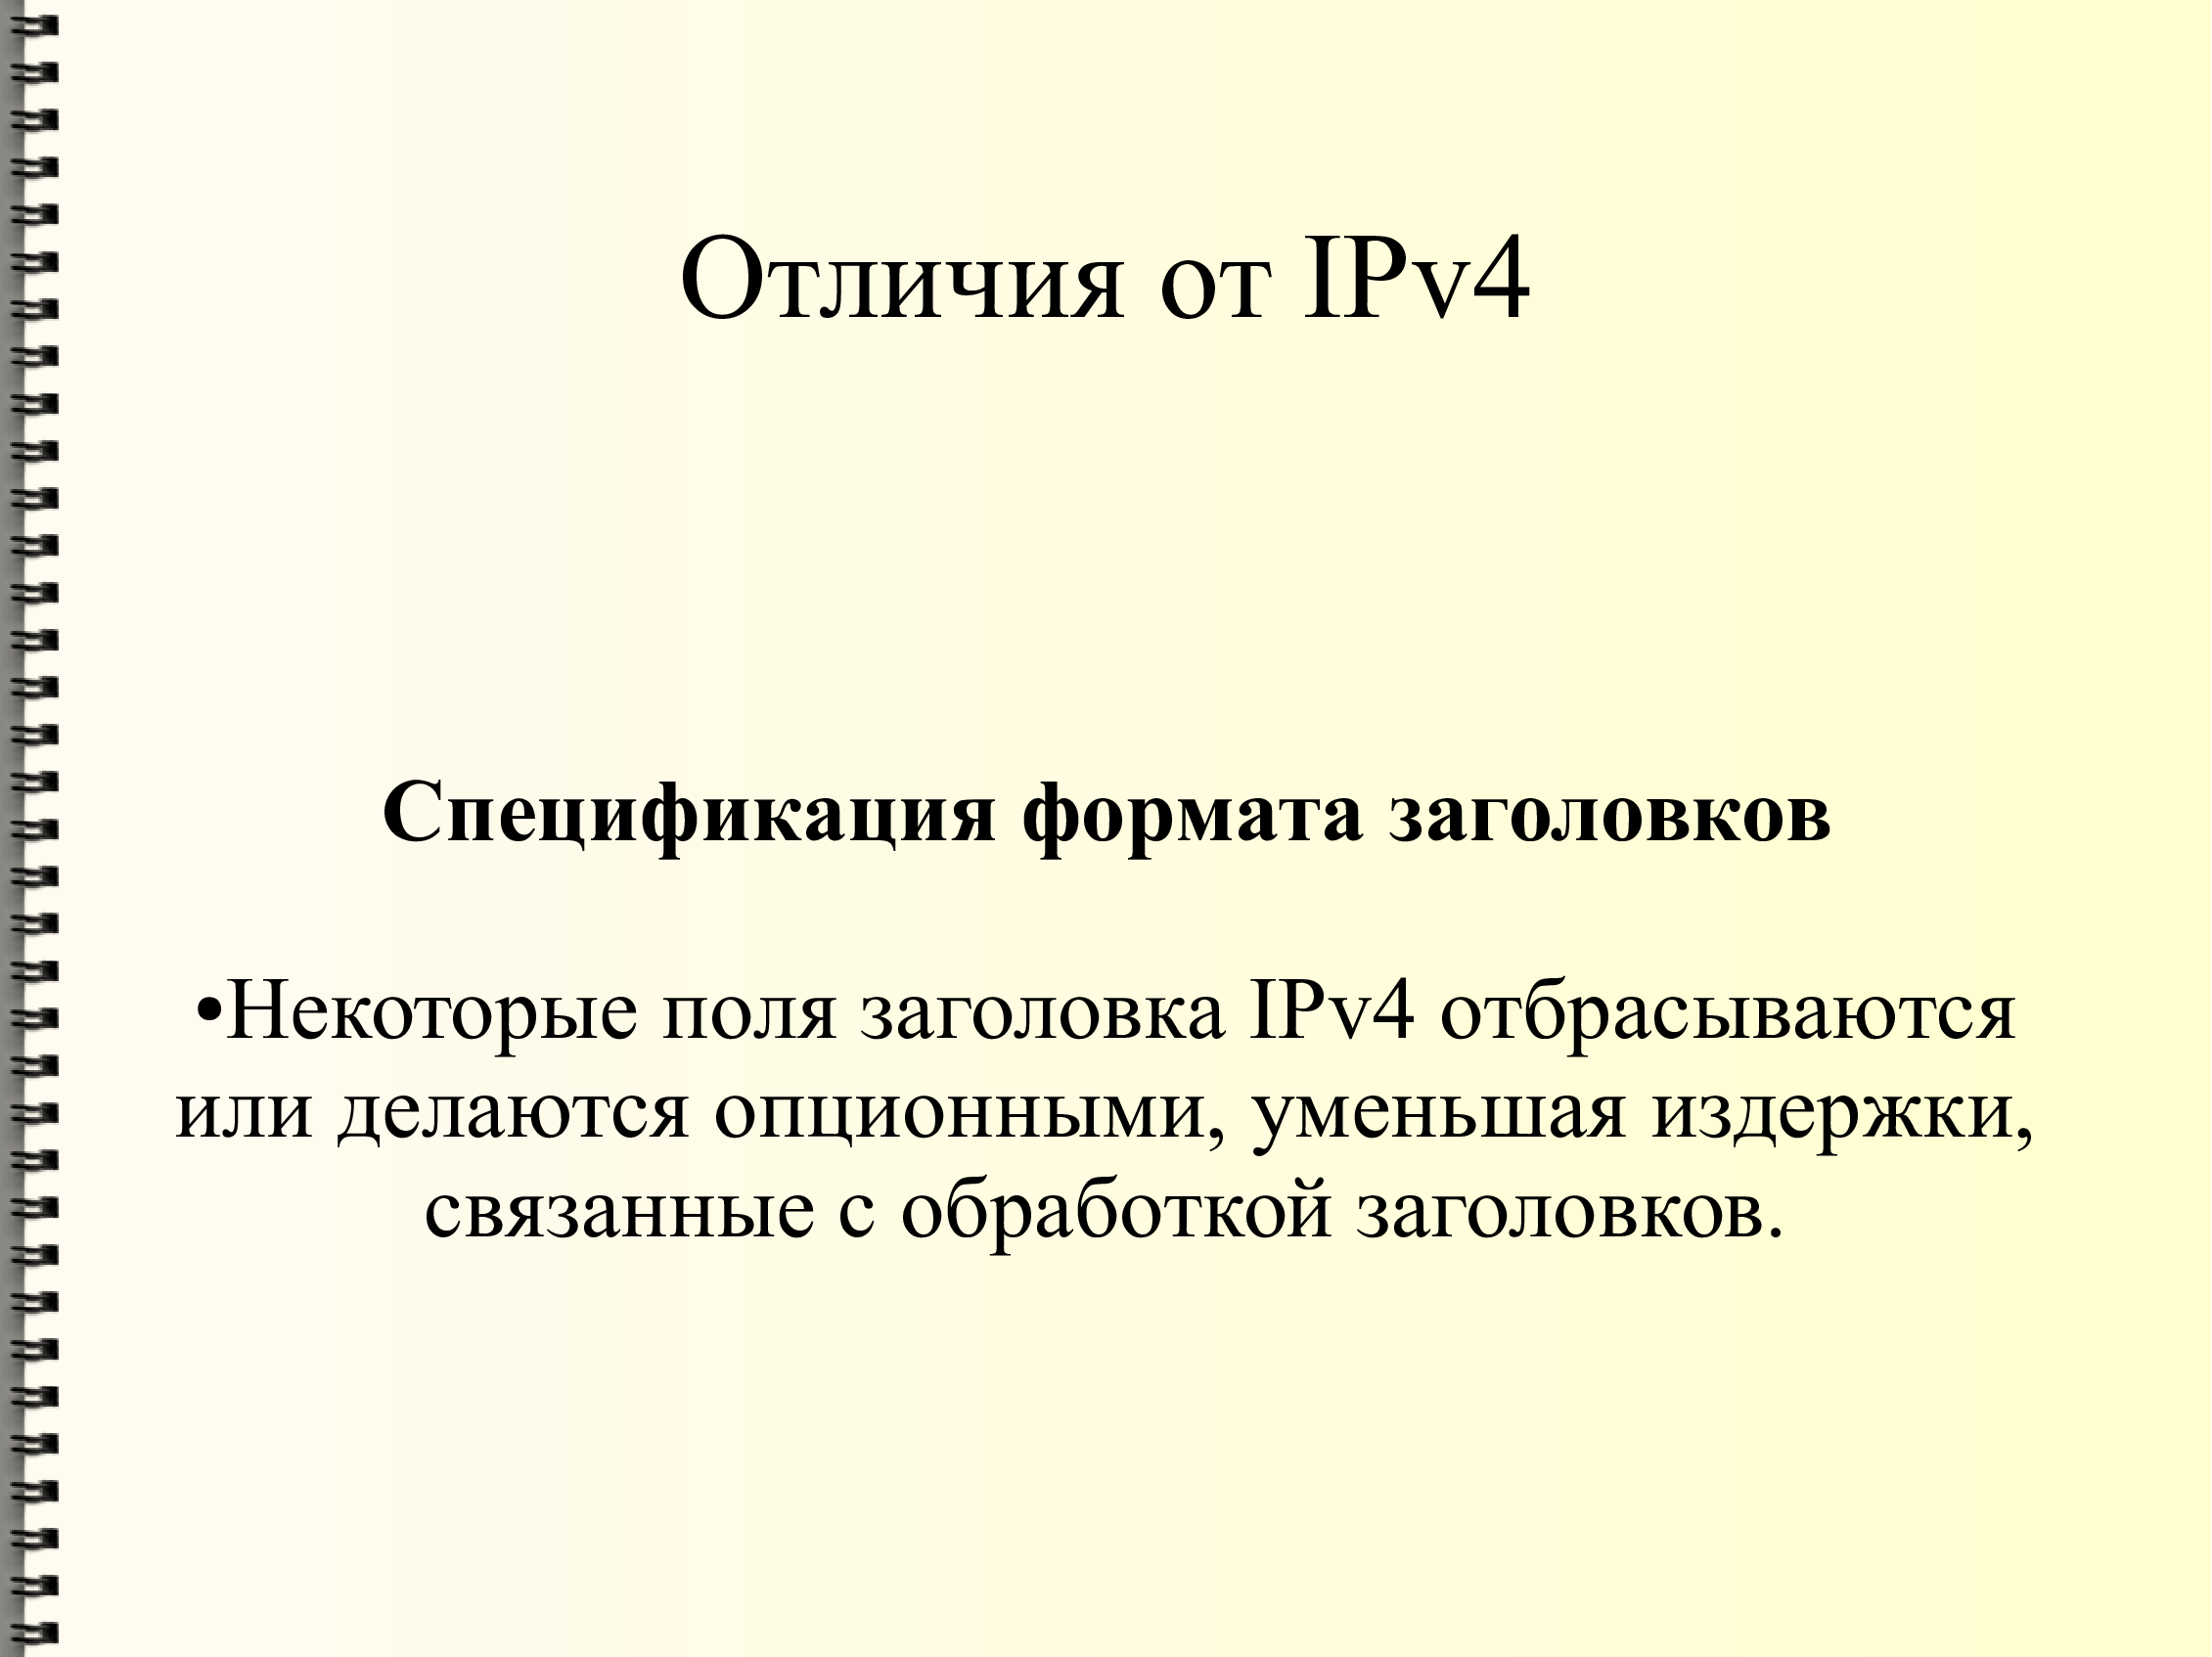 Отличия от IPv4
Спецификация формата заголовков
•Некоторые поля заголовка IPv4 отбрасываются
или делаются опционными, уменьшая издержки,
связанные с обработкой заголовков.